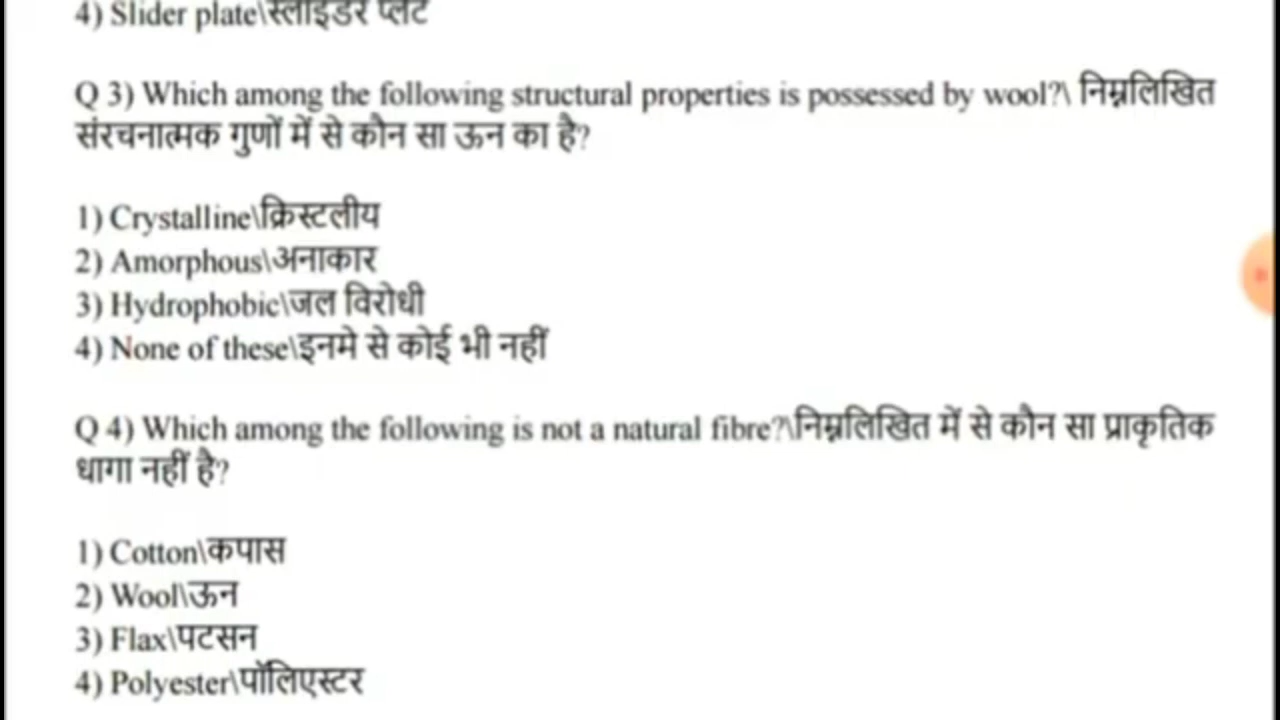 4) Slider plate\स्लाइडर प्लेट
Q 3) Which among the following structural properties is possessed by wool?\ निम्नलिखित
संरचनात्मक गुणों में से कौन सा ऊन का है?
1) Crystalline\क्रिस्टलीय
2) Amorphous\अनाकार
3) Hydrophobic\जल विरोधी
4) None of these\इनमे से कोई भी नहीं
Q 4) Which among the following is not a natural fibre?\निम्नलिखित में से कौन सा प्राकृतिक
धागा नहीं है?
1) Cotton\कपास
2) Wool\ऊन
3) Flax\पटसन
4) Polyester\पॉलिएस्टर